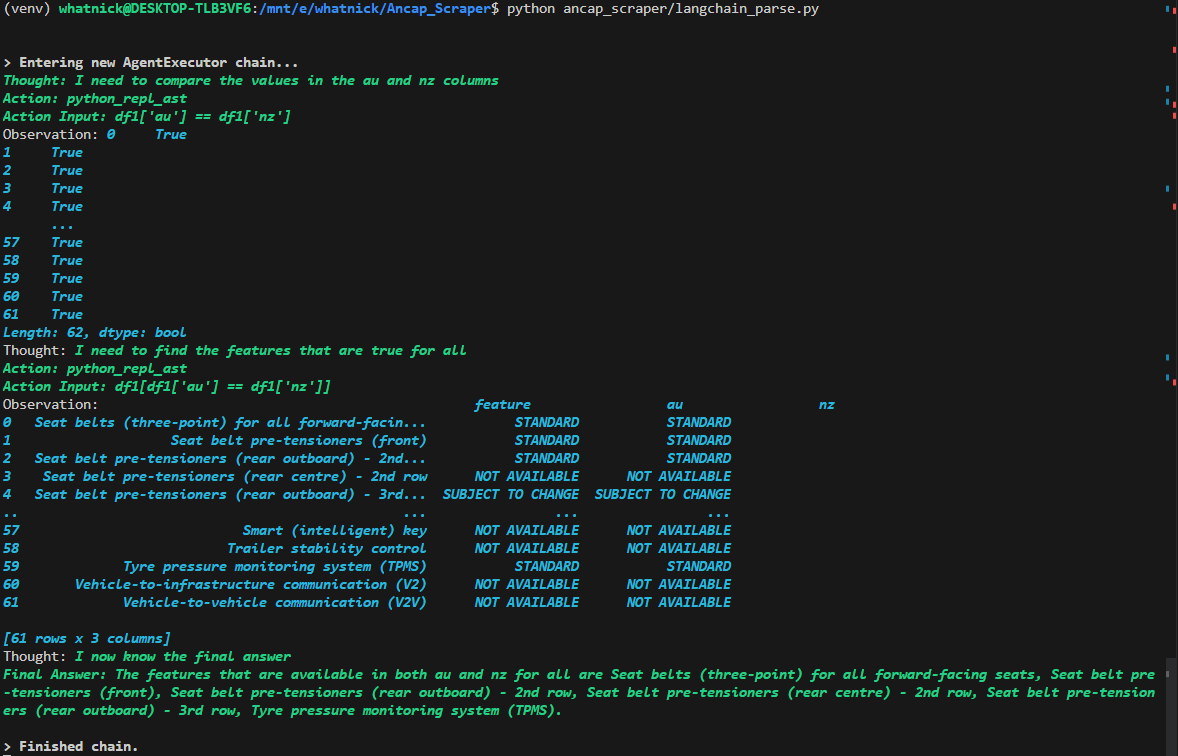 (venv) whatnick@DESKTOP-TLB3VF6:/mnt/e/whatnick/Ancap_Scraper$ python ancap_scraper/langchain_parse.py
> Entering new AgentExecutor chain...
Thought: I need to compare the values in the au and nz columns
Action: python_repl_ast
Action Input: df1['au'] == df1['nz']
Observation: 0     True
1     True
2     True
3     True
4     True
      ...
57    True
58    True
59    True
60    True
61    True
Length: 62, dtype: bool
Thought: I need to find the features that are true for all
Action: python_repl_ast
Action Input: df1[df1['au'] == df1['nz']]
Observation:                                               feature                 au                 nz
0   Seat belts (three-point) for all forward-facin...           STANDARD           STANDARD
1                    Seat belt pre-tensioners (front)           STANDARD           STANDARD
2   Seat belt pre-tensioners (rear outboard) - 2nd...           STANDARD           STANDARD
3    Seat belt pre-tensioners (rear centre) - 2nd row      NOT AVAILABLE      NOT AVAILABLE
4   Seat belt pre-tensioners (rear outboard) - 3rd...  SUBJECT TO CHANGE  SUBJECT TO CHANGE
..                                                ...                ...                ...
57                            Smart (intelligent) key      NOT AVAILABLE      NOT AVAILABLE
58                          Trailer stability control      NOT AVAILABLE      NOT AVAILABLE
59             Tyre pressure monitoring system (TPMS)           STANDARD           STANDARD
60       Vehicle-to-infrastructure communication (V2)      NOT AVAILABLE      NOT AVAILABLE
61             Vehicle-to-vehicle communication (V2V)      NOT AVAILABLE      NOT AVAILABLE
[61 rows x 3 columns]
Thought: I now know the final answer
Final Answer: The features that are available in both au and nz for all are Seat belts (three-point) for all forward-facing seats, Seat belt pre
-tensioners (front), Seat belt pre-tensioners (rear outboard) - 2nd row, Seat belt pre-tensioners (rear centre) - 2nd row, Seat belt pre-tension
ers (rear outboard) - 3rd row, Tyre pressure monitoring system (TPMS).
> Finished chain.